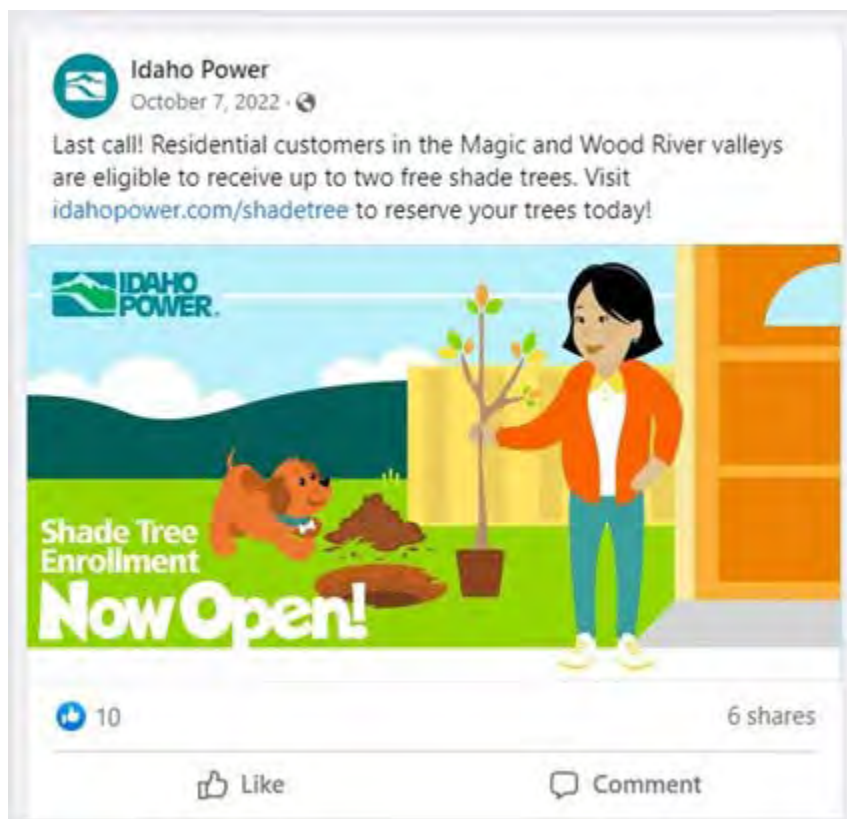 Idaho Power
October 7, 2022 ·
Last call! Residential customers in the Magic and Wood River valleys
are eligible to receive up to two free shade trees. Visit
idahopower.com/shadetree to reserve your trees today!
IDAHO
POWER.
Shade Tree
Enrollment
Now Open!
10
6 shares
Like
Comment